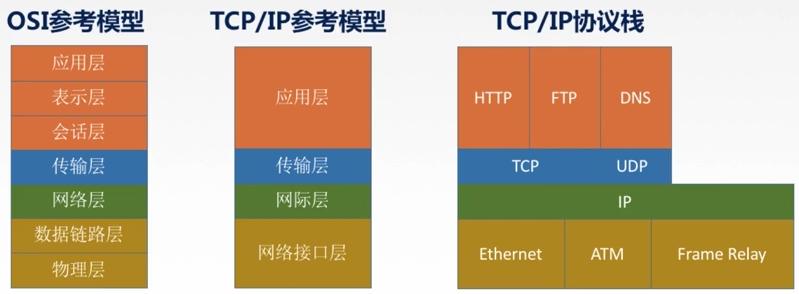 OSI参考模型
应用层
表示层
会话层
传输层
网络层
数据链路层
物理层
TCP/IP参考模型
应用层
传输层
网际层
网络接口层
TCP/IP协议栈
HTTP FTP DNS
TCP UDP
IP
Ethernet ATM Frame Relay